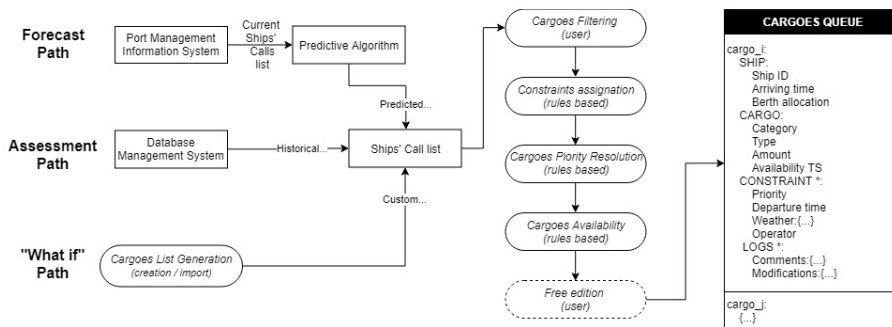 Forecast
Path
Port Management
Information System
Current
Ships'
Calls
list
Predictive Algorithm
Predicted...
Assessment
Path
Database
Management System
Historical...
Ships' Call list
Custom...
"What if"
Path
Cargoes List Generation
(creation / import)
Cargoes Filtering
(user)
Constraints assignation
(rules based)
Cargoes Piority Resolution
(rules based)
Cargoes Availability
(rules based)
Free edition
(user)
CARGOES QUEUE
cargo_i:
SHIP:
Ship ID
Arriving time
Berth allocation
CARGO:
Category
Type
Amount
Availability TS
CONSTRAINT *:
Priority
Departure time
Weather:{...}
Operator
LOGS *:
Comments:{...}
Modifications:{...}
cargo_j:
{...}